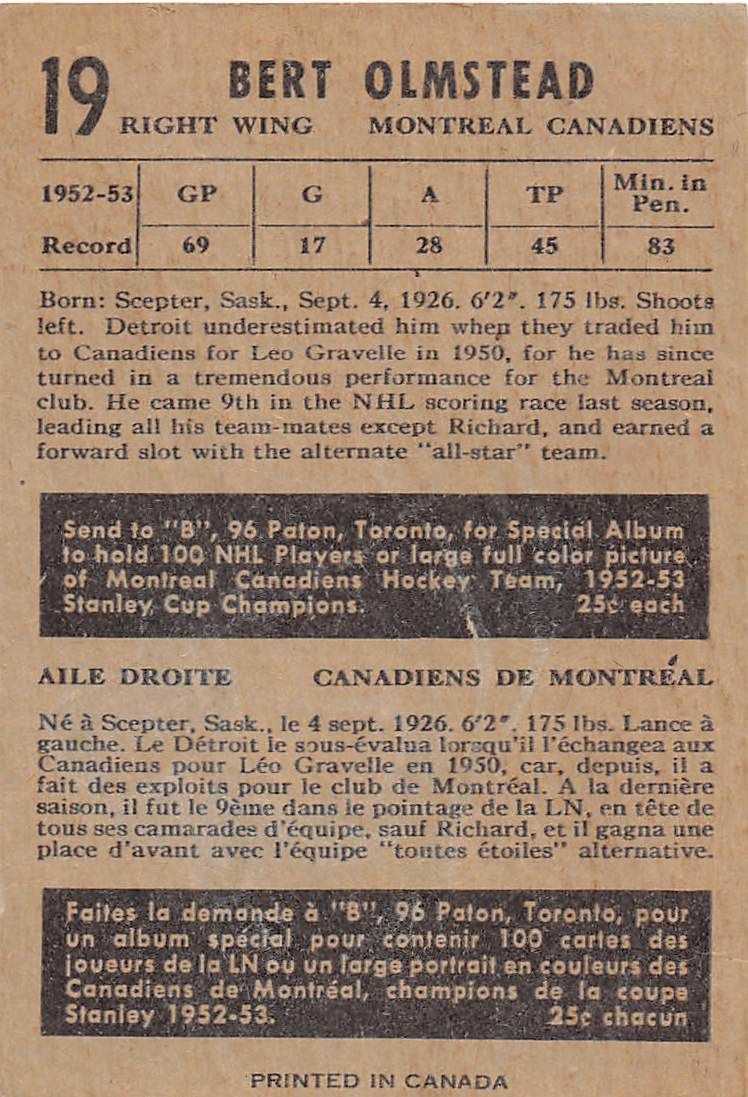 19 BERT OLMSTEAD
RIGHT WING MONTREAL CANADIENS
1952-53 GP G A TP Min. in Pen.
Record 69 17 28 45 83
Born: Scepter, Sask., Sept. 4, 1926. 6'2". 175 lbs. Shoots
left. Detroit underestimated him when they traded him
to Canadiens for Leo Gravelle in 1950, for he has since
turned in a tremendous performance for the Montreal
club. He came 9th in the NHL scoring race last season,
leading all his team-mates except Richard, and earned a
forward slot with the alternate "all-star" team.
Send to "B", 96 Paton, Toronto, for Special Album
to hold 100 NHL Players or large full color picture
of Montreal Canadiens Hockey Team, 1952-53
Stanley Cup Champions. 25¢ each
AILE DROITE CANADIENS DE MONTRÉAL
Né à Scepter, Sask., le 4 sept. 1926. 6'2". 175 lbs. Lance à
gauche. Le Détroit le sous-évalua lorsqu'il l'échangea aux
Canadiens pour Léo Gravelle en 1950, car, depuis, il a
fait des exploits pour le club de Montréal. A la dernière
saison, il fut le 9ème dans le pointage de la LN, en tête de
tous ses camarades d'équipe, sauf Richard, et il gagna une
place d'avant avec l'équipe "toutes étoiles" alternative.
Faites la demande à "B", 96 Paton, Toronto, pour
un album spécial pour contenir 100 cartes des
joueurs de la LN ou un large portrait en couleurs des
Canadiens de Montréal, champions de la coupe
Stanley 1952-53. 25¢ chacun
PRINTED IN CANADA